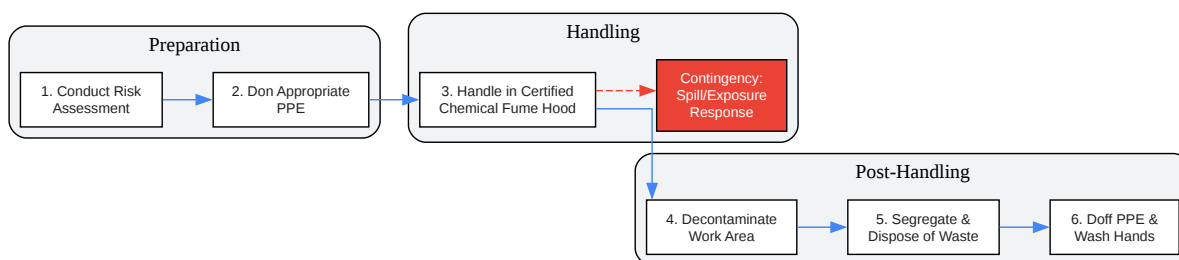 Preparation
1. Conduct Risk
Assessment
2. Don Appropriate
PPE
Handling
3. Handle in Certified
Chemical Fume Hood
Contingency:
Spill/Exposure
Response
Post-Handling
4. Decontaminate
Work Area
5. Segregate &
Dispose of Waste
6. Doff PPE &
Wash Hands